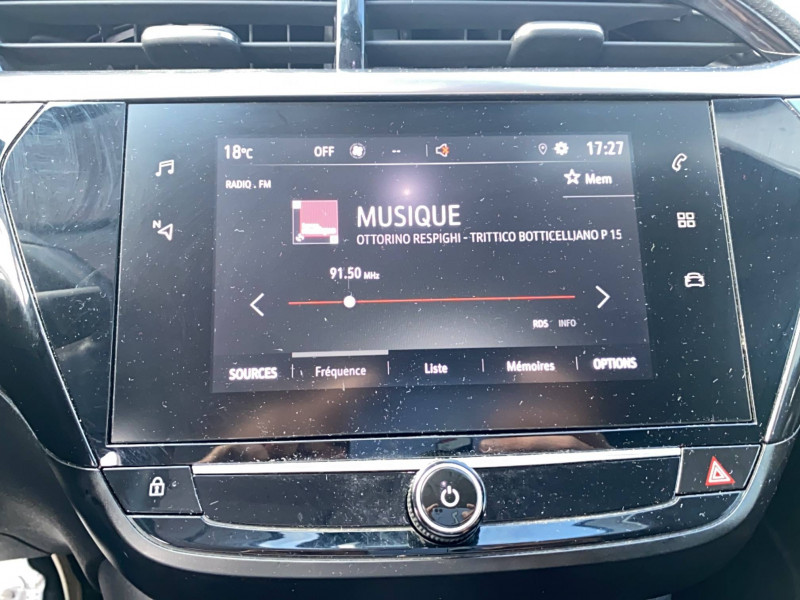 18°C OFF -- 17:27
RADIO . FM
Mem
MUSIQUE
OTTORINO RESPIGHI - TRITTICO BOTTICELLIANO P 15
N
91.50 MHz
RDS INFO
SOURCES Fréquence Liste Mémoires OPTIONS